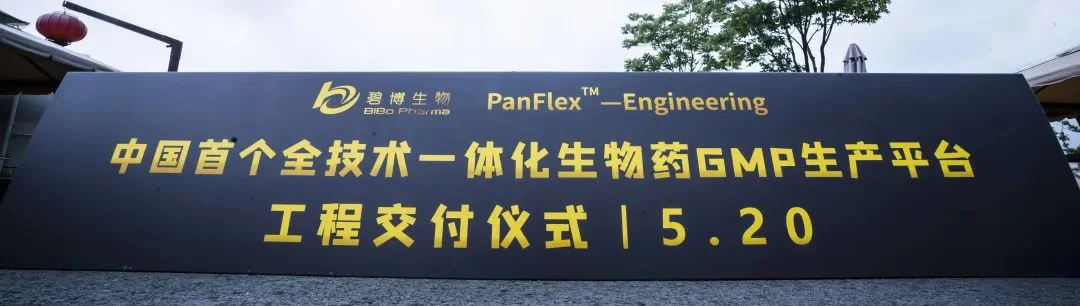 碧博生物 BiBo Pharma PanFlex™—Engineering
中国首个全技术一体化生物药GMP生产平台
工程交付仪式 | 5.20